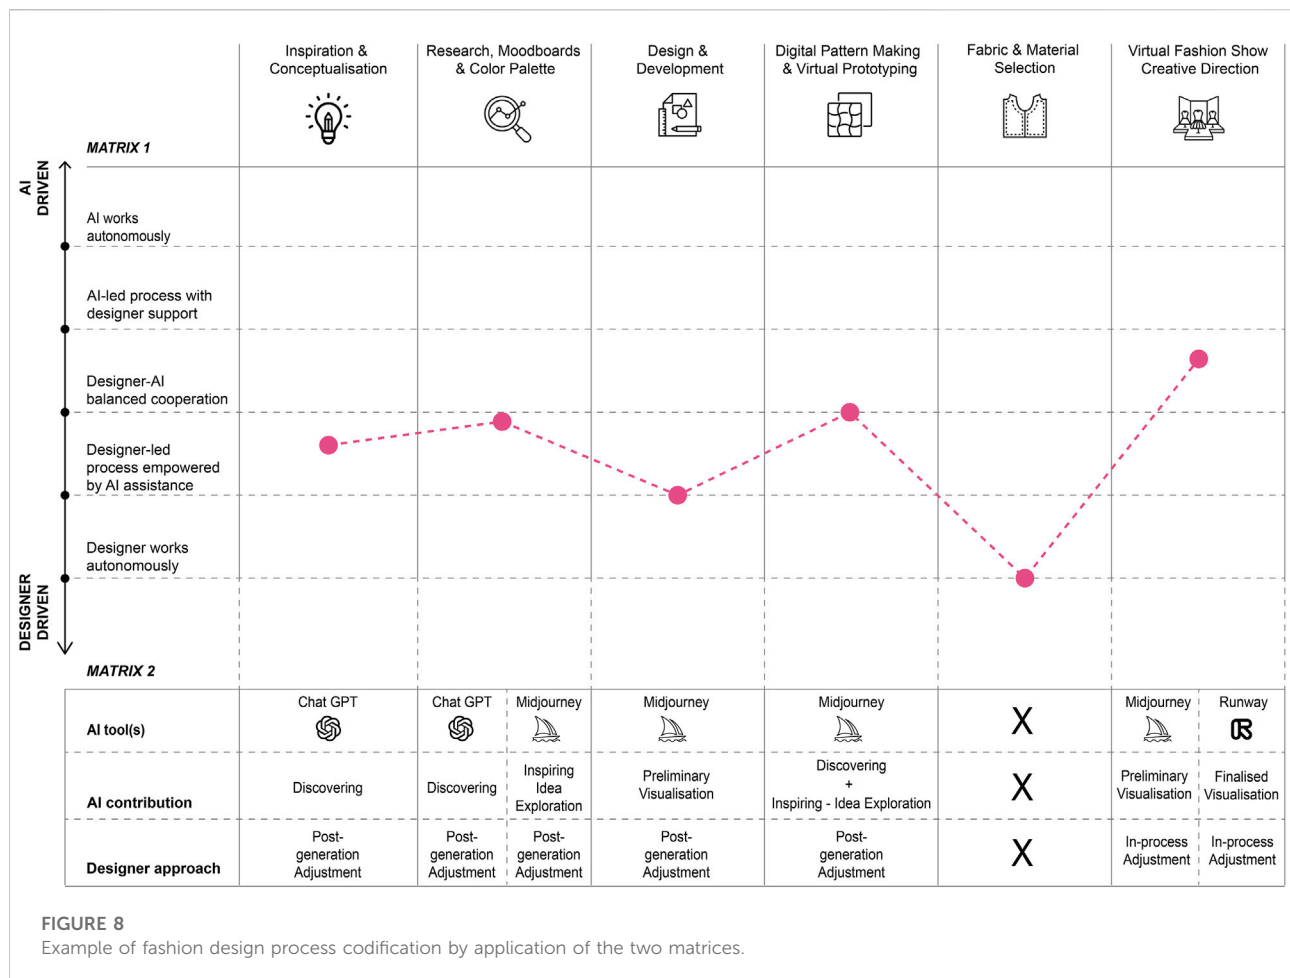 Inspiration &
Conceptualisation
Research, Moodboards
& Color Palette
Design &
Development
Digital Pattern Making
& Virtual Prototyping
Fabric & Material
Selection
Virtual Fashion Show
Creative Direction
MATRIX 1
AI
DRIVEN
AI works
autonomously
AI-led process with
designer support
Designer-AI
balanced cooperation
Designer-led
process empowered
by AI assistance
Designer works
autonomously
DESIGNER
DRIVEN
MATRIX 2
AI tool(s)
Chat GPT
Chat GPT
Midjourney
Midjourney
Midjourney
X
Midjourney
Runway
AI contribution
Discovering
Discovering
Inspiring
Idea
Exploration
Preliminary
Visualisation
Discovering
+
Inspiring - Idea Exploration
X
Preliminary
Visualisation
Finalised
Visualisation
Designer approach
Post-
generation
Adjustment
Post-
generation
Adjustment
Post-
generation
Adjustment
Post-
generation
Adjustment
Post-
generation
Adjustment
X
In-process
Adjustment
In-process
Adjustment
FIGURE 8
Example of fashion design process codification by application of the two matrices.